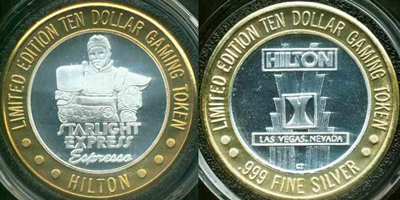 LIMITED EDITION TEN DOLLAR GAMING TOKEN
STARLIGHT
EXPRESS
Espresso
HILTON
LIMITED EDITION TEN DOLLAR GAMING TOKEN
HILTON
LAS VEGAS, NEVADA
CT
.999 FINE SILVER